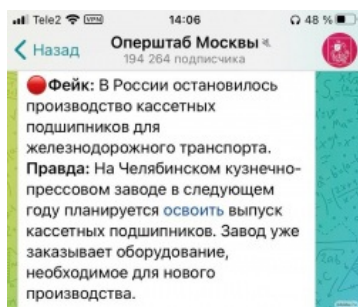 Tele2 VPN 14:06 48 %
Назад Оперштаб Москвы
194 264 подписчика
Фейк: В России остановилось
производство кассетных
подшипников для
железнодорожного транспорта.
Правда: На Челябинском кузнечно-
прессовом заводе в следующем
году планируется освоить выпуск
кассетных подшипников. Завод уже
заказывает оборудование,
необходимое для нового
производства.